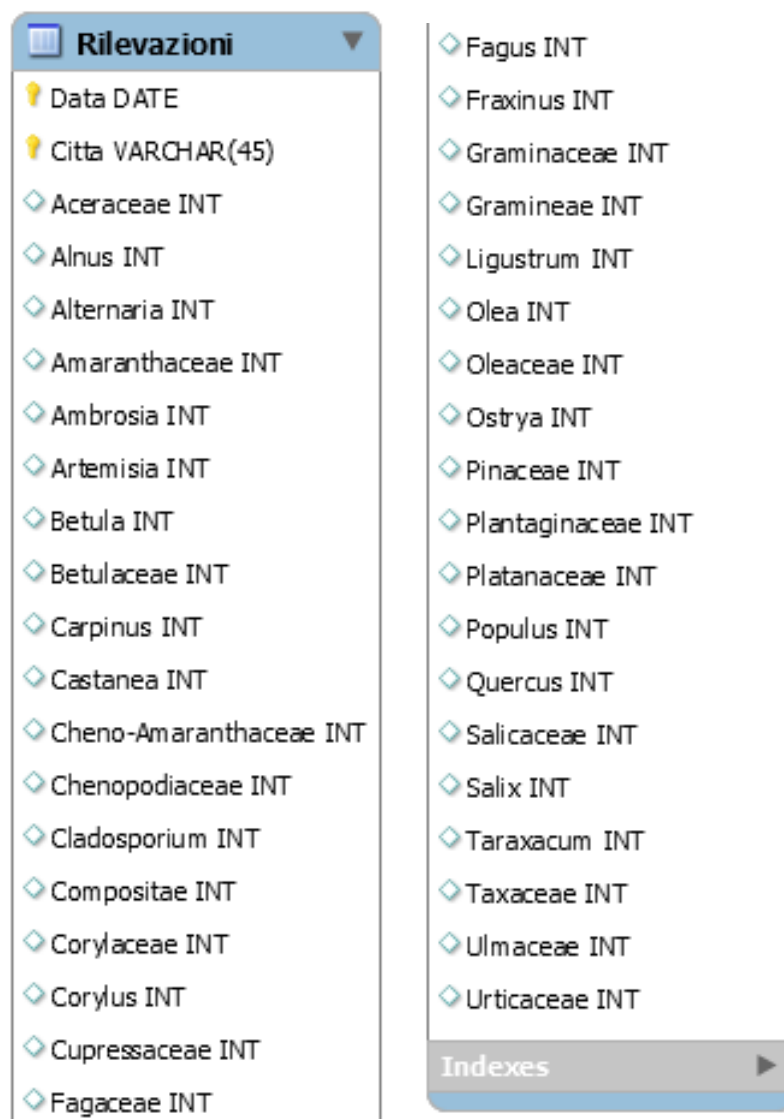 Rilevazioni
Data DATE
Citta VARCHAR(45)
Aceraceae INT
Alnus INT
Alternaria INT
Amaranthaceae INT
Ambrosia INT
Artemisia INT
Betula INT
Betulaceae INT
Carpinus INT
Castanea INT
Cheno-Amaranthaceae INT
Chenopodiaceae INT
Cladosporium INT
Compositae INT
Corylaceae INT
Corylus INT
Cupressaceae INT
Fagaceae INT
Fagus INT
Fraxinus INT
Graminaceae INT
Gramineae INT
Ligustrum INT
Olea INT
Oleaceae INT
Ostrya INT
Pinaceae INT
Plantaginaceae INT
Platanaceae INT
Populus INT
Quercus INT
Salicaceae INT
Salix INT
Taraxacum INT
Taxaceae INT
Ulmaceae INT
Urticaceae INT
Indexes